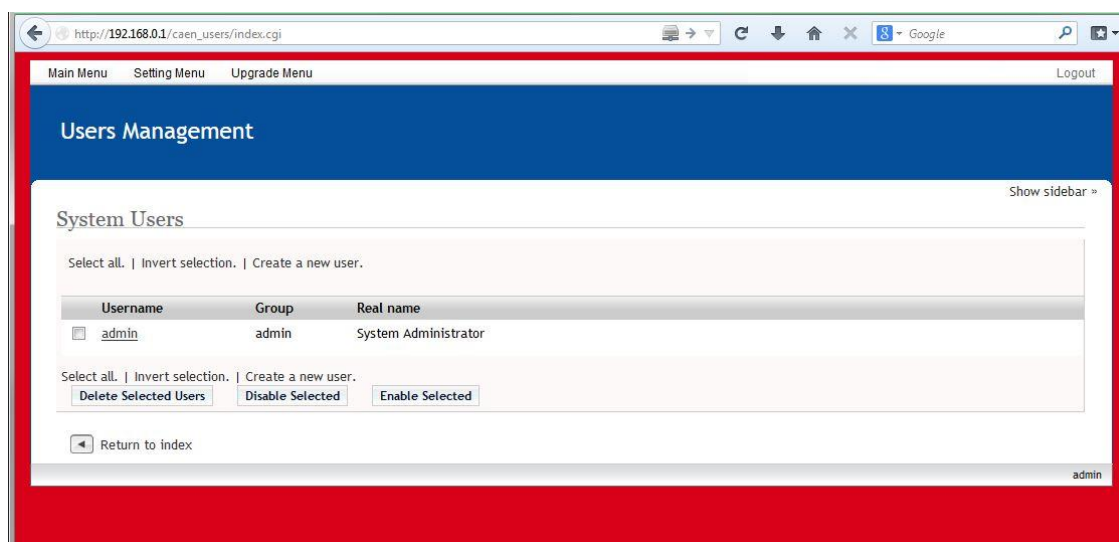 http://192.168.0.1/caen_users/index.cgi Google
Main Menu Setting Menu Upgrade Menu Logout
Users Management
Show sidebar »
System Users
Select all. | Invert selection. | Create a new user.
Username Group Real name
admin admin System Administrator
Select all. | Invert selection. | Create a new user.
Delete Selected Users Disable Selected Enable Selected
Return to index
admin